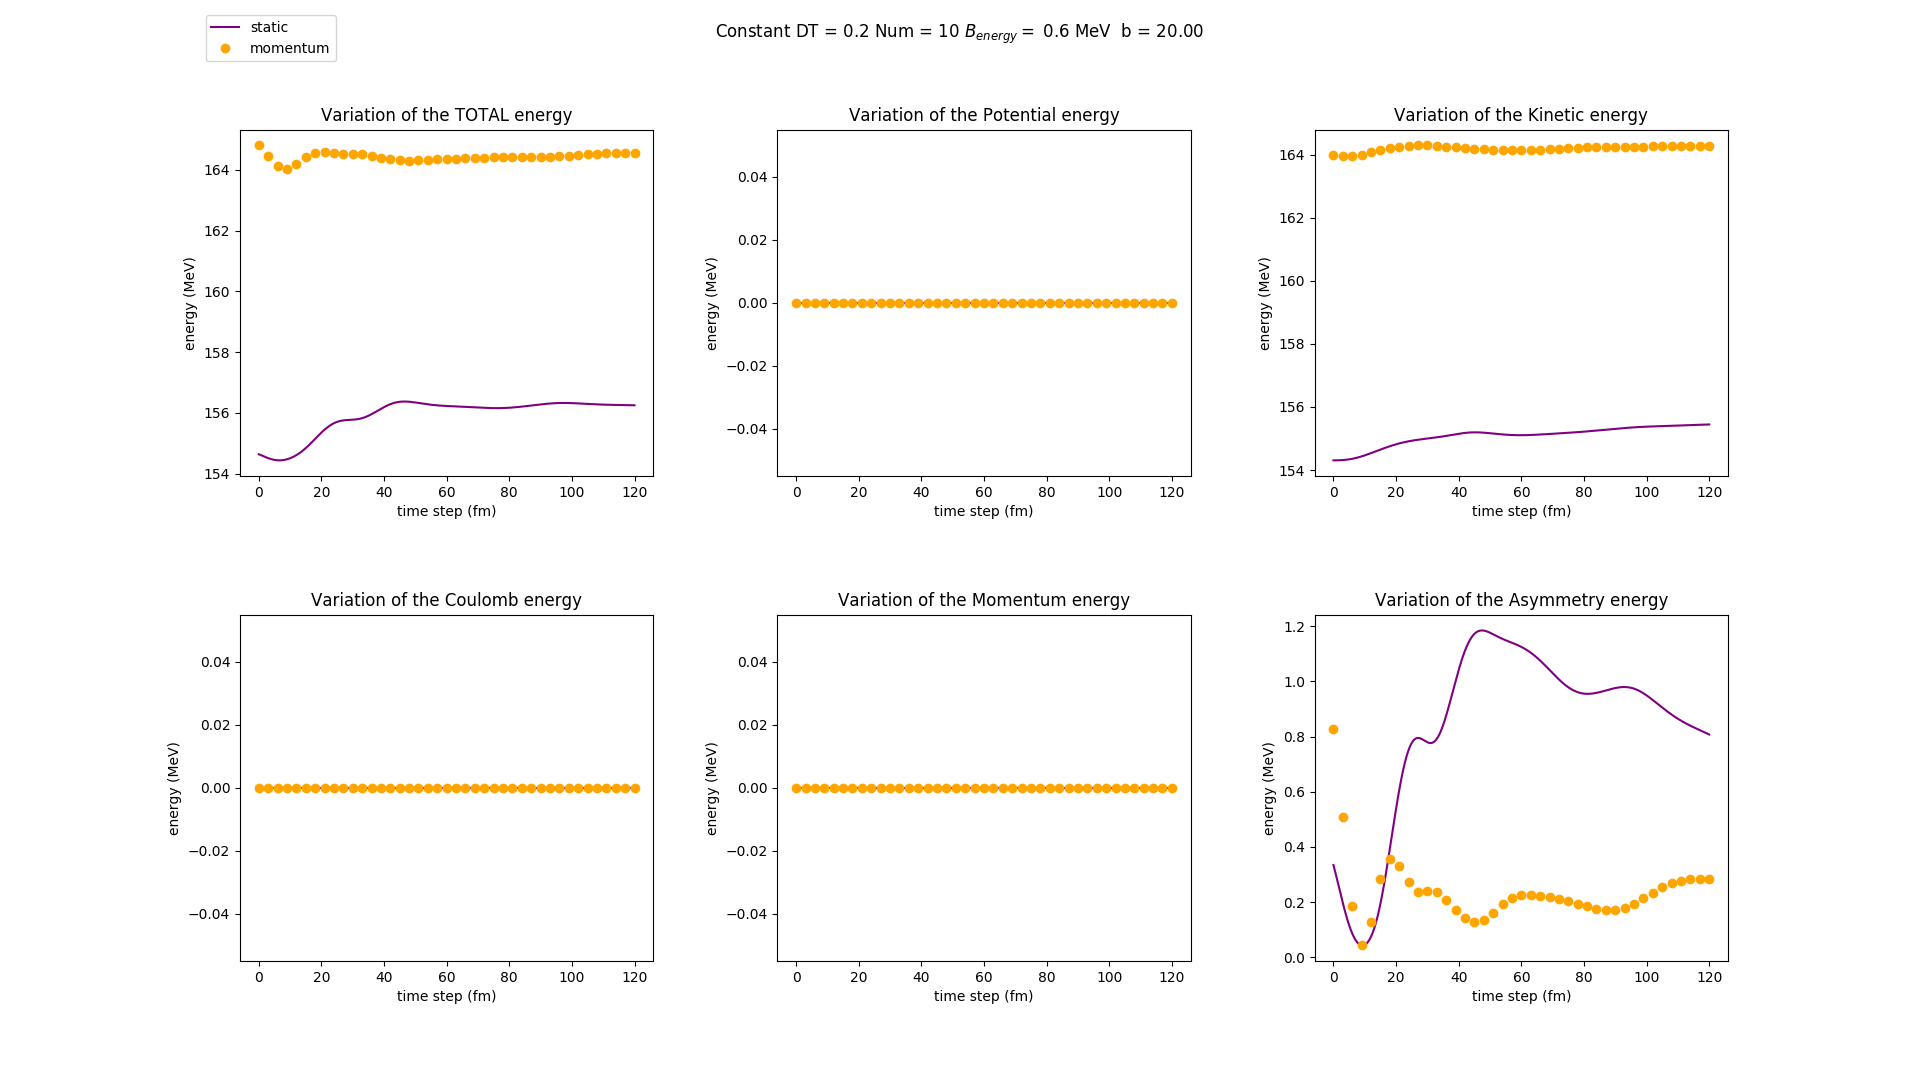 static
momentum
Constant DT = 0.2 Num = 10 B_energy = 0.6 MeV b = 20.00
Variation of the TOTAL energy
energy (MeV)
164
162
160
158
156
154
0 20 40 60 80 100 120
time step (fm)
Variation of the Potential energy
energy (MeV)
0.04
0.02
0.00
−0.02
−0.04
0 20 40 60 80 100 120
time step (fm)
Variation of the Kinetic energy
energy (MeV)
164
162
160
158
156
154
0 20 40 60 80 100 120
time step (fm)
Variation of the Coulomb energy
energy (MeV)
0.04
0.02
0.00
−0.02
−0.04
0 20 40 60 80 100 120
time step (fm)
Variation of the Momentum energy
energy (MeV)
0.04
0.02
0.00
−0.02
−0.04
0 20 40 60 80 100 120
time step (fm)
Variation of the Asymmetry energy
energy (MeV)
1.2
1.0
0.8
0.6
0.4
0.2
0.0
0 20 40 60 80 100 120
time step (fm)